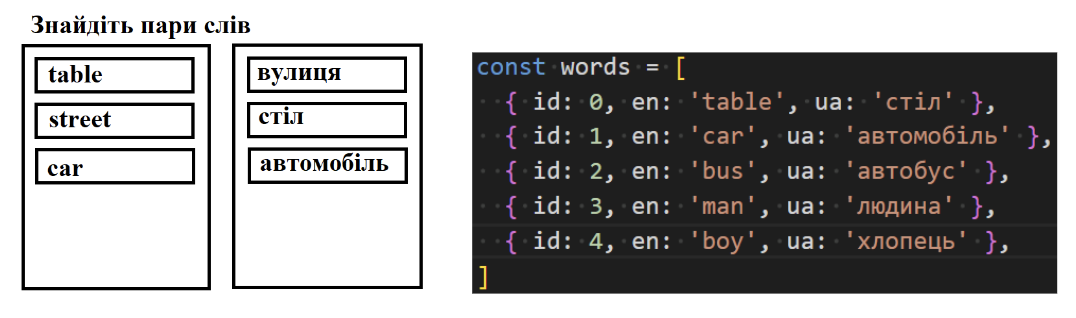 Знайдіть пари слів
table
street
car
вулиця
стіл
автомобіль
const words = [
{ id: 0, en: 'table', ua: 'стіл' },
{ id: 1, en: 'car', ua: 'автомобіль' },
{ id: 2, en: 'bus', ua: 'автобус' },
{ id: 3, en: 'man', ua: 'людина' },
{ id: 4, en: 'boy', ua: 'хлопець' },
]